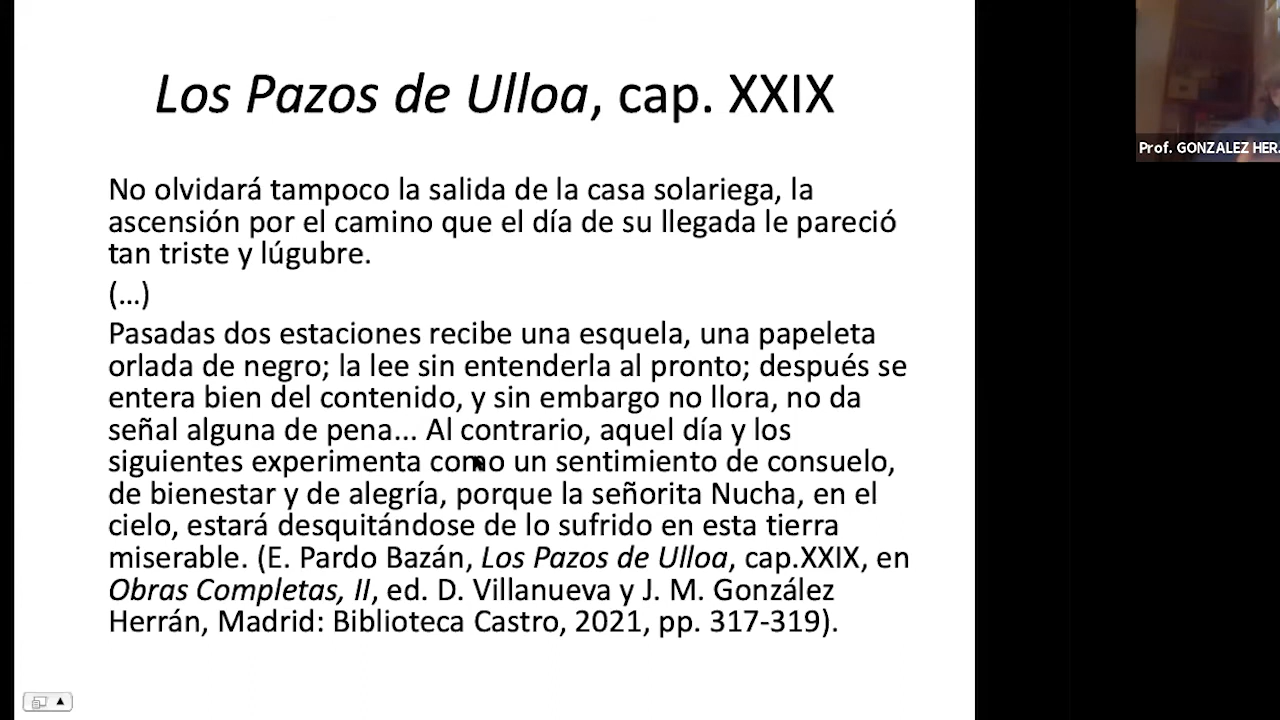 Los Pazos de Ulloa, cap. XXIX
No olvidará tampoco la salida de la casa solariega, la
ascensión por el camino que el día de su llegada le pareció
tan triste y lúgubre.
(...)
Pasadas dos estaciones recibe una esquela, una papeleta
orlada de negro; la lee sin entenderla al pronto; después se
entera bien del contenido, y sin embargo no llora, no da
señal alguna de pena... Al contrario, aquel día y los
siguientes experimenta como un sentimiento de consuelo,
de bienestar y de alegría, porque la señorita Nucha, en el
cielo, estará desquitándose de lo sufrido en esta tierra
miserable. (E. Pardo Bazán, Los Pazos de Ulloa, cap.XXIX, en
Obras Completas, II, ed. D. Villanueva y J. M. González
Herrán, Madrid: Biblioteca Castro, 2021, pp. 317-319).
Prof. GONZALEZ HER.